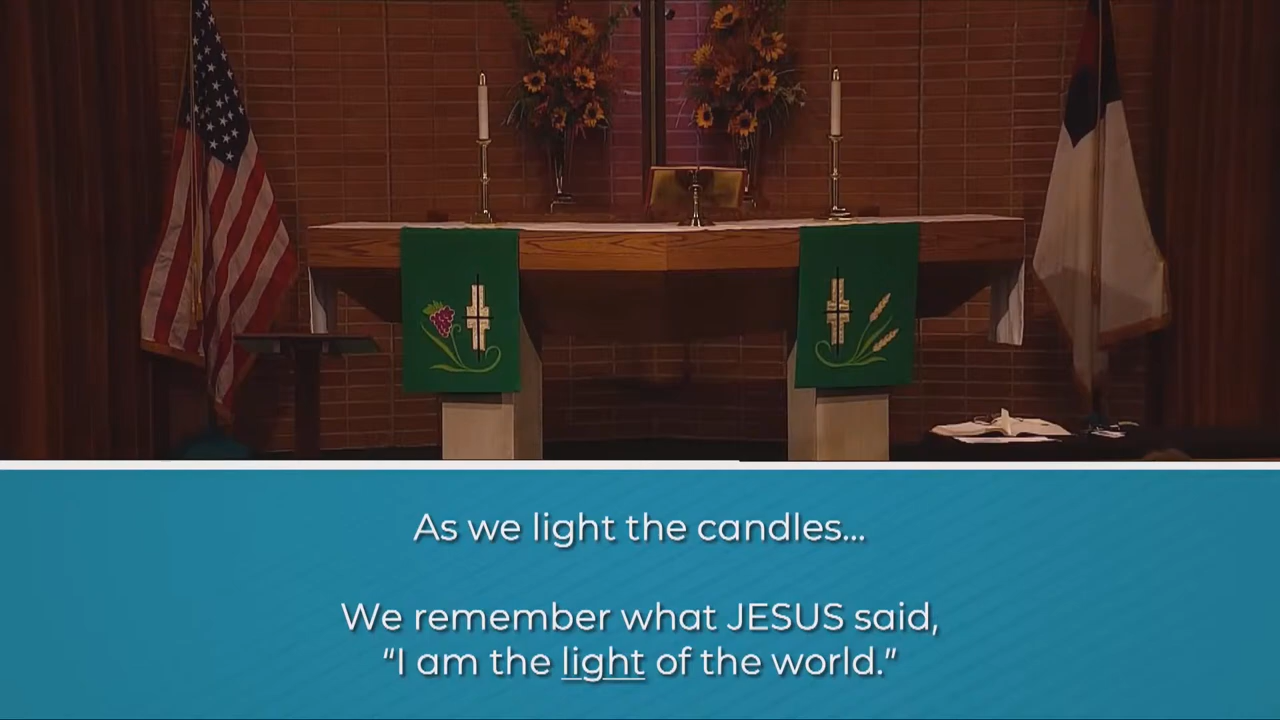 As we light the candles...
We remember what JESUS said,
“I am the light of the world.”